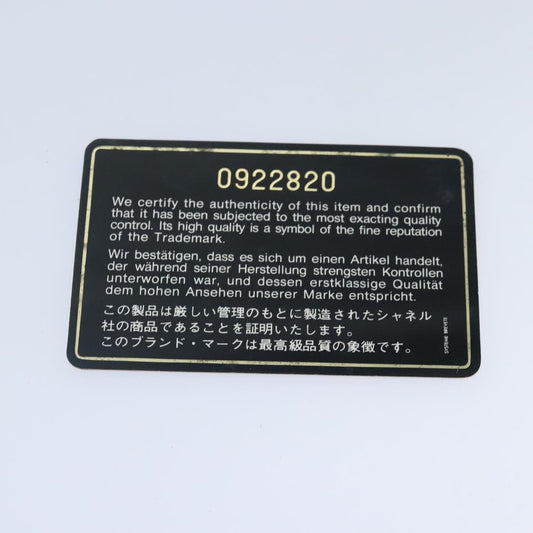 0922820
We certify the authenticity of this item and confirm
that it has been subjected to the most exacting quality
control. Its high quality is a symbol of the fine reputation
of the Trademark.
Wir bestätigen, dass es sich um einen Artikel handelt,
der während seiner Herstellung strengsten Kontrollen
unterworfen war, und dessen erstklassige Qualität
dem hohen Ansehen unserer Marke entspricht.
この製品は厳しい管理のもとに製造されたシャネル
社の商品であることを証明いたします。
このブランド・マークは最高級品質の象徴です。
SYSTEME BREVETE